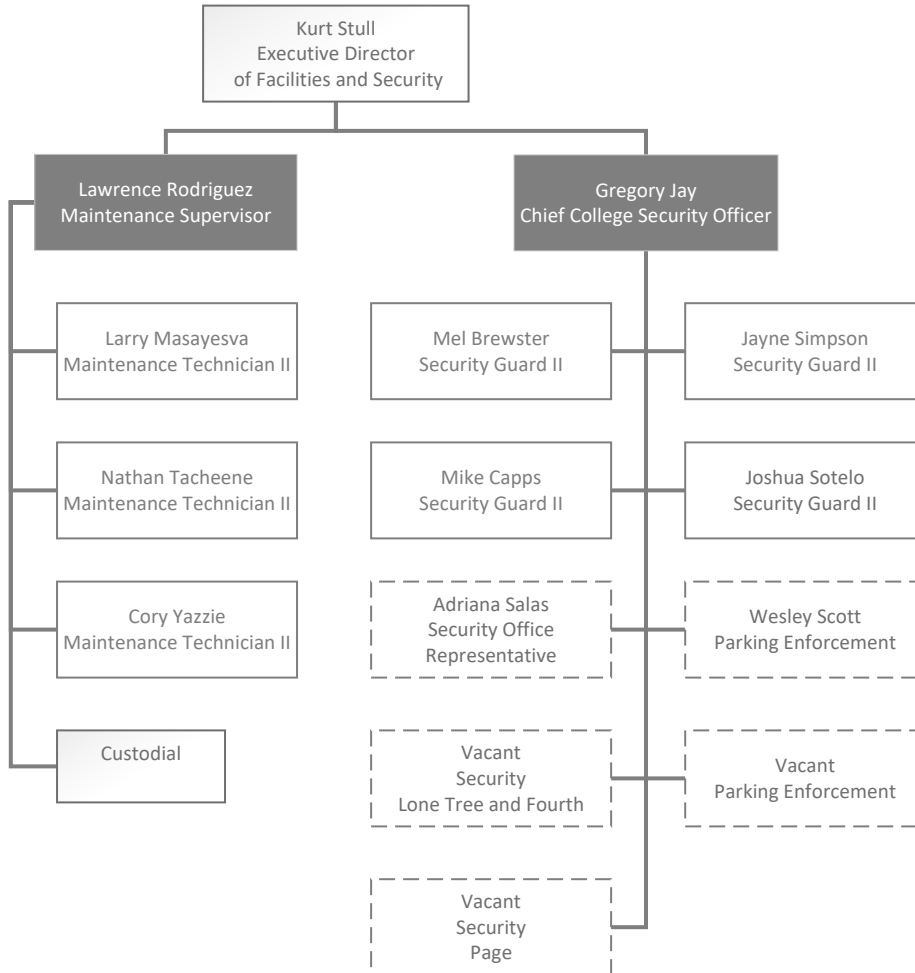 Kurt Stull
Executive Director
of Facilities and Security
Lawrence Rodriguez
Maintenance Supervisor
Gregory Jay
Chief College Security Officer
Larry Masayesva
Maintenance Technician II
Mel Brewster
Security Guard II
Jayne Simpson
Security Guard II
Nathan Tacheene
Maintenance Technician II
Mike Capps
Security Guard II
Joshua Sotelo
Security Guard II
Cory Yazzie
Maintenance Technician II
Adriana Salas
Security Office
Representative
Wesley Scott
Parking Enforcement
Custodial
Vacant
Security
Lone Tree and Fourth
Vacant
Parking Enforcement
Vacant
Security
Page